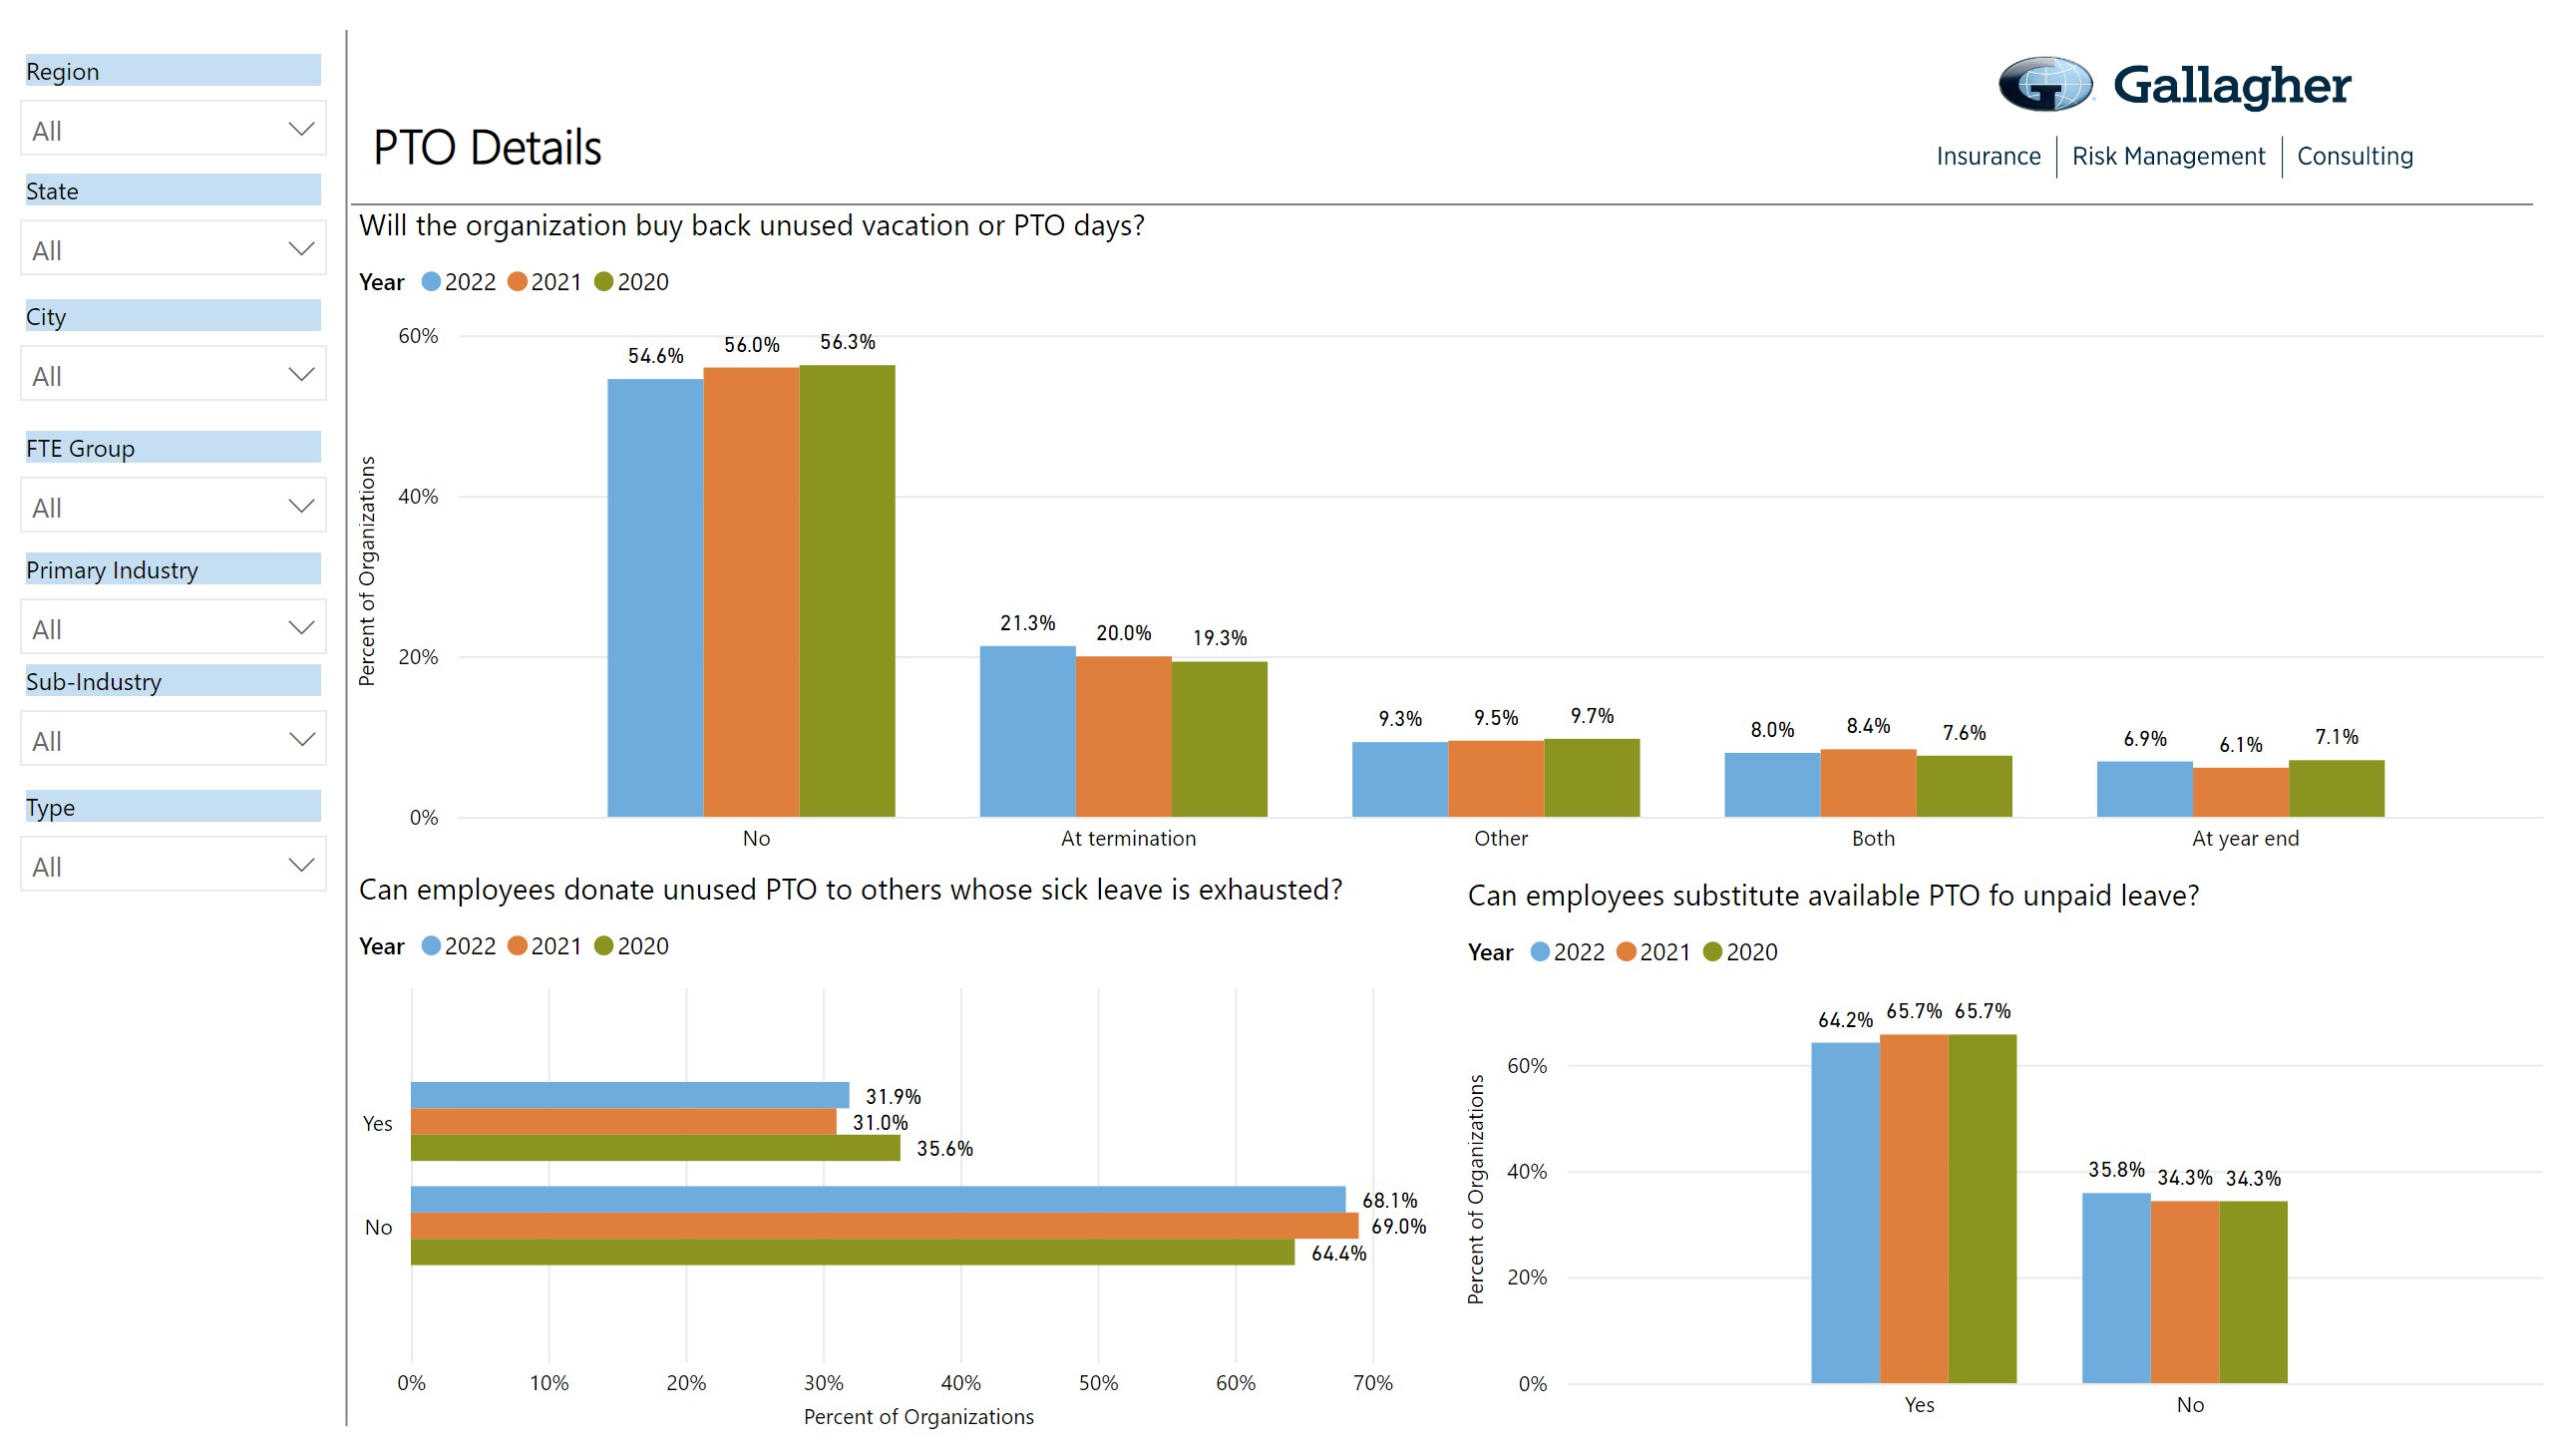 Region
All
State
All
City
All
FTE Group
All
Primary Industry
All
Sub-Industry
All
Type
All
Gallagher
Insurance | Risk Management | Consulting
PTO Details
Will the organization buy back unused vacation or PTO days?
Year 2022 2021 2020
Percent of Organizations
60%
40%
20%
0%
54.6% 56.0% 56.3%
21.3% 20.0% 19.3%
9.3% 9.5% 9.7%
8.0% 8.4% 7.6%
6.9% 6.1% 7.1%
No At termination Other Both At year end
Can employees donate unused PTO to others whose sick leave is exhausted?
Year 2022 2021 2020
Yes
31.9%
31.0%
35.6%
No
68.1%
69.0%
64.4%
0% 10% 20% 30% 40% 50% 60% 70%
Percent of Organizations
Can employees substitute available PTO fo unpaid leave?
Year 2022 2021 2020
Percent of Organizations
60%
40%
20%
0%
64.2% 65.7% 65.7%
35.8% 34.3% 34.3%
Yes No